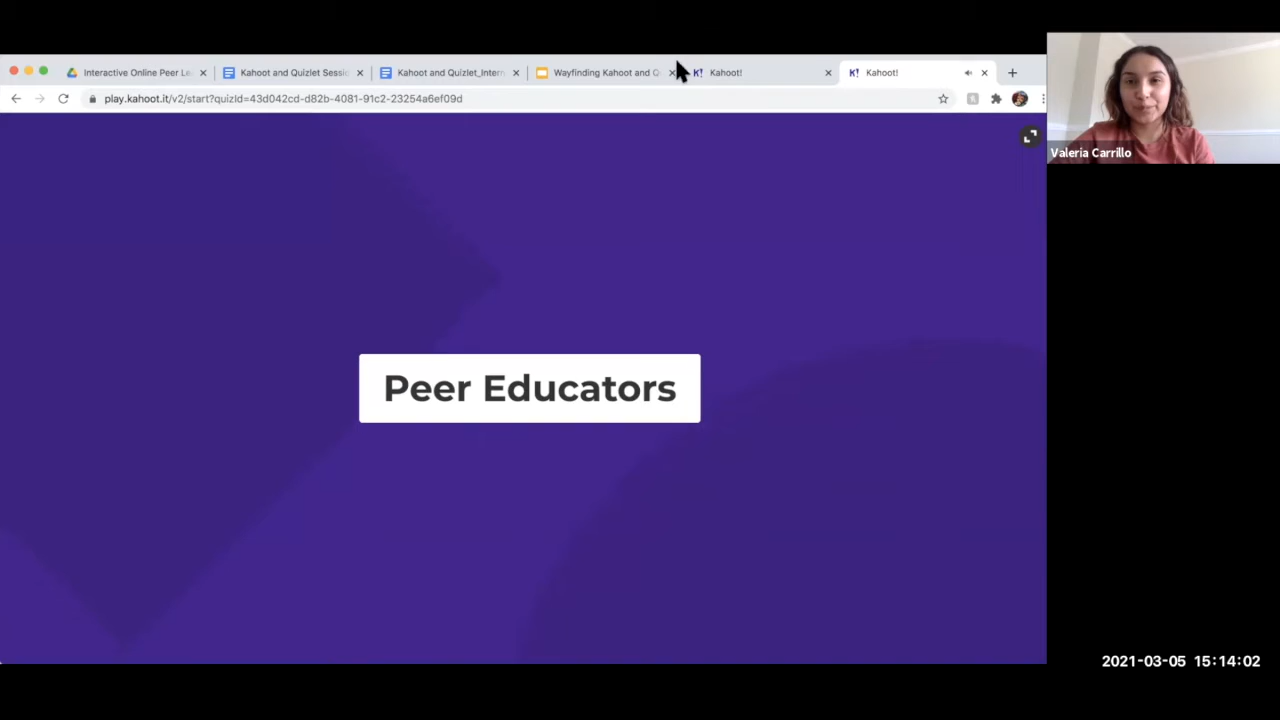 Interactive Online Peer Le
Kahoot and Quizlet Sessio
Kahoot and Quizlet_Intern
Wayfinding Kahoot and Q
K! Kahoot!
K! Kahoot!
play.kahoot.it/v2/start?quizId=43d042cd-d82b-4081-91c2-23254a6ef09d
Valeria Carrillo
Peer Educators
2021-03-05 15:14:02